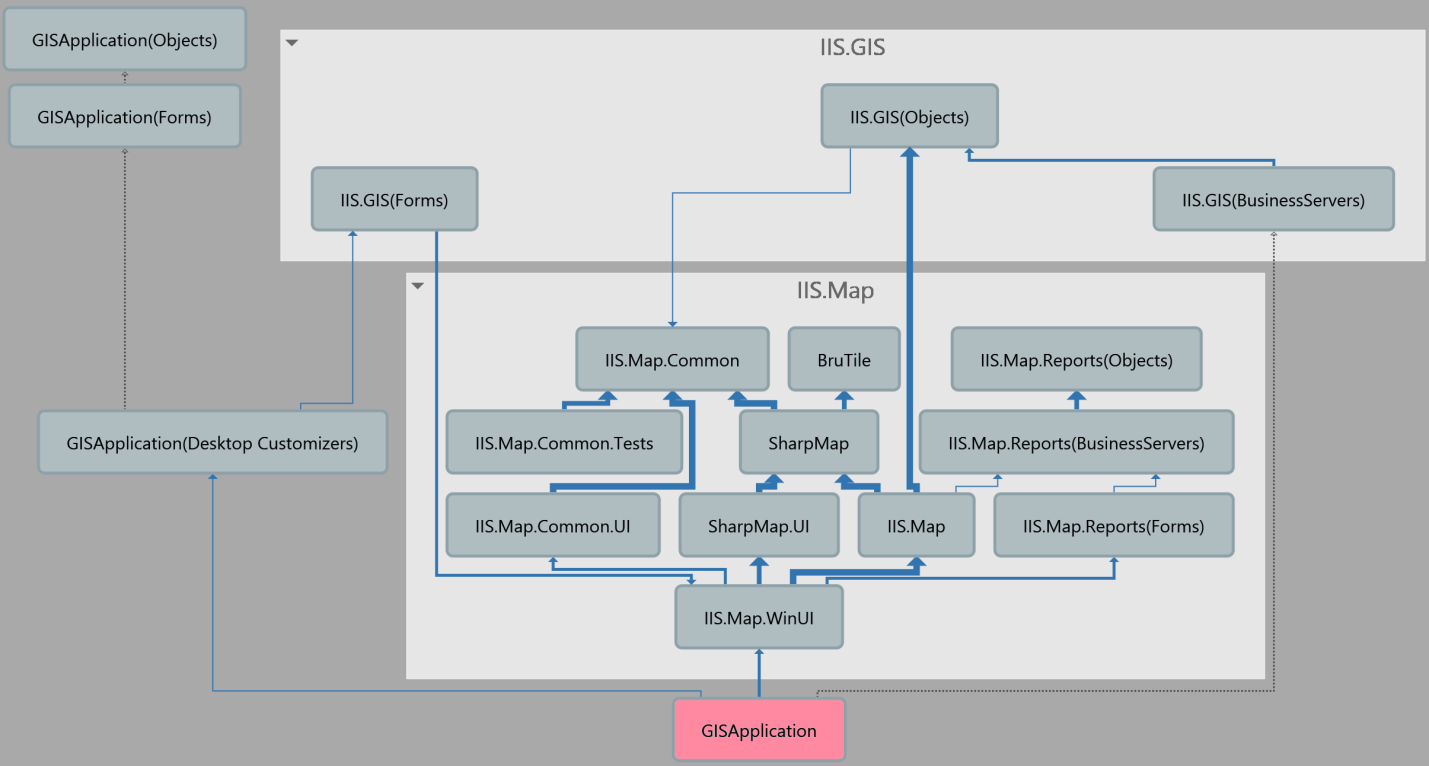 GISApplication(Objects)
IIS.GIS
GISApplication(Forms)
IIS.GIS(Objects)
IIS.GIS(Forms)
IIS.GIS(BusinessServers)
IIS.Map
IIS.Map.Common
BruTile
IIS.Map.Reports(Objects)
GISApplication(Desktop Customizers)
IIS.Map.Common.Tests
SharpMap
IIS.Map.Reports(BusinessServers)
IIS.Map.Common.UI
SharpMap.UI
IIS.Map
IIS.Map.Reports(Forms)
IIS.Map.WinUI
GISApplication